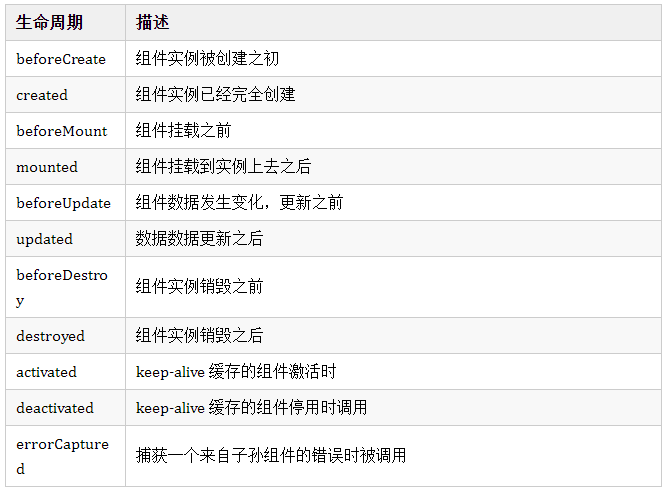 生命周期 描述
beforeCreate 组件实例被创建之初
created 组件实例已经完全创建
beforeMount 组件挂载之前
mounted 组件挂载到实例上去之后
beforeUpdate 组件数据发生变化，更新之前
updated 数据数据更新之后
beforeDestro
y
组件实例销毁之前
destroyed 组件实例销毁之后
activated keep-alive 缓存的组件激活时
deactivated keep-alive 缓存的组件停用时调用
errorCapture
d
捕获一个来自子孙组件的错误时被调用